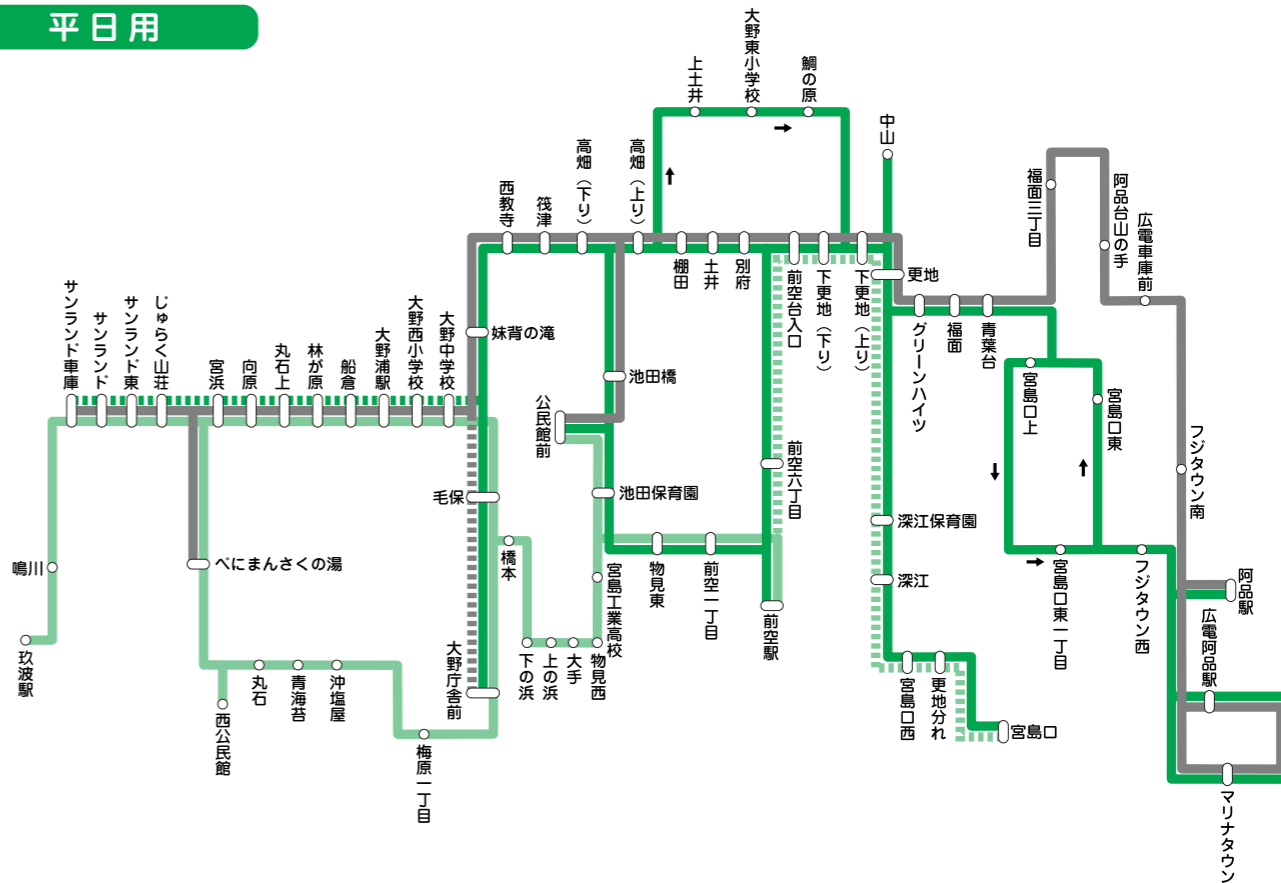 平日用
大野東小学校
上土井
鯛の原
中山
高畑（下り）
高畑（上り）
西教寺
筏津
福面三丁目
阿品台山の手
広電車庫前
棚田
土井
別府
前空台入口
下更地（下り）
下更地（上り）
更地
グリーンハイツ
福面
青葉台
サンランド車庫
サンランド
サンランド東
じゅらく山荘
宮浜
向原
丸石上
林が原
船倉
大野浦駅
大野西小学校
大野中学校
妹背の滝
池田橋
公民館前
宮島口上
宮島口東
フジタウン南
前空六丁目
毛保
池田保育園
深江保育園
鳴川
べにまんさくの湯
橋本
宮島工業高校
物見東
前空一丁目
前空駅
深江
宮島口東一丁目
フジタウン西
阿品駅
広電阿品駅
玖波駅
大野庁舎前
下の浜
上の浜
大手
物見西
丸石
青海苔
沖塩屋
西公民館
梅原一丁目
宮島口西
更地分れ
宮島口
マリナタウン